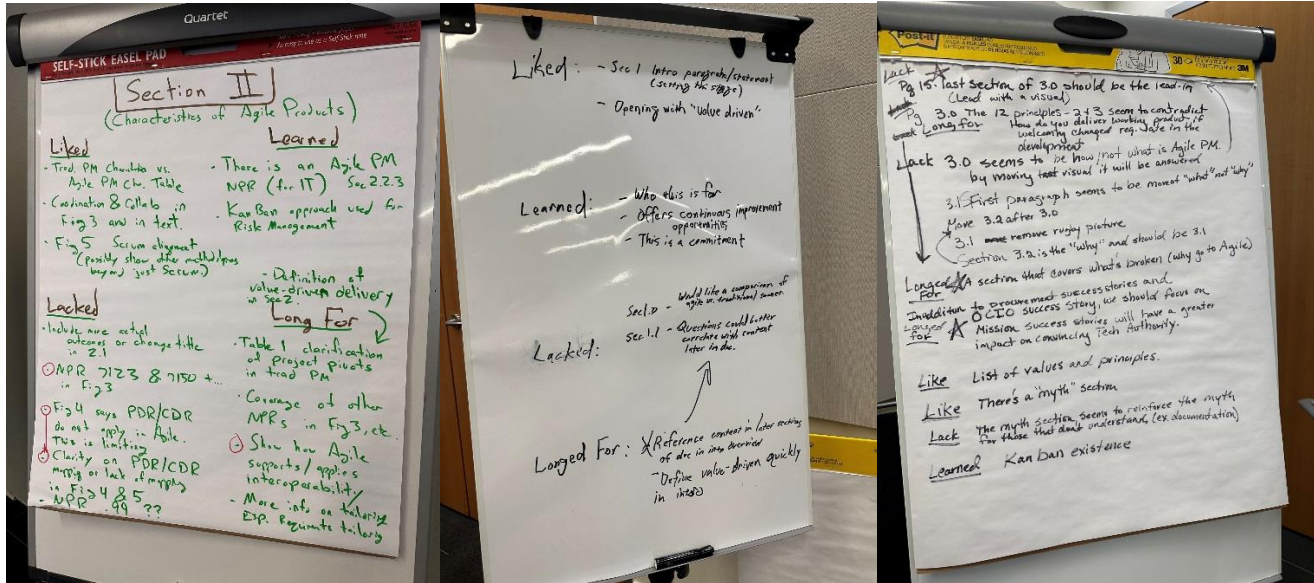 Quartet
SELF-STICK EASEL PAD
Section II
(Characteristics of Agile Products)
Liked
- Trad. PM vs.
Agile PM Table
- Coordination & Collab in
Fig 3 and in text.
- Fig 5 Scrum alignment
(possibly show other methodologies
beyond just Scrum)
Lacked
- Include more actual
outcomes or change title
in 2.1
- NPR 7123 & 7150 +...
in Fig 3
- Fig 4 says PDR/CDR
do not apply in Agile.
This is limiting
- Clarity on PDR/CDR
mapping or lack of mapping
in Fig 4 & 5
- NPR .99 ??
Learned
- There is an Agile PM
NPR (for IT) Sec 2.2.3
- KanBan approach used for
Risk Management
- Definition of
value-driven delivery
in Sec 2.
Long For
- Table 1 clarification
of project pivots
in trad PM
- Coverage of other
NPRs in Fig 3, etc.
- Show how Agile
supports/applies
interoperability
- More info on tailoring
Esp. Requirements tailoring
Liked:
- Sec 1 Intro paragraph/statement
(setting the stage)
- Opening with "value driven"
Learned:
- Who this is for
- Offers continuous improvement
opportunities
- This is a commitment
Lacked:
Sec 1.0 - Would like a comparison of
agile vs. traditional sooner
Sec 1.1 - Questions could better
correlate with content
later in doc.
Longed For:
Reference content in later sections
of doc in intro/overview
- Define value-driven quickly
in intro
Post-it
30
3M
Lack
Pg 15. last section of 3.0 should be the lead-in
(Lead with a visual)
Pg 3.0 The 12 principles - 2+3 seem to contradict
Long for How do you deliver working product, if
welcoming changed req. late in the
development
Lack 3.0 seems to be how/not what is Agile PM.
by moving visual it will be answered
3.1 First paragraph seems to be more of "what" not "why"
Move 3.2 after 3.0
3.1 remove rugby picture
Section 3.2 is the "why" and should be 3.1
Longed For A section that covers what's broken (why go to Agile)
In addition to procurement success stories and
Longed for OCIO success story, we should focus on
Mission success stories will have a greater
impact on convincing Tech Authority.
Like List of values and principles.
Like There's a "myth" section
Lack The myth section seem to reinforce the myth
for those that don't understand, (ex. documentation)
Learned Kan ban existence